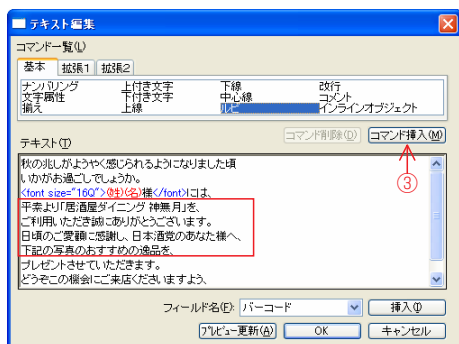 テキスト編集
コマンド一覧(L)
基本 拡張1 拡張2
ナンバリング 上付き文字 下線 改行
文字属性 下付き文字 中心線 コメント
揃え 上線 ルビ インラインオブジェクト
テキスト(T) コマンド削除(D) コマンド挿入(M)
秋の兆しがようやく感じられるようになりました頃
いかがお過ごしでしょうか。
<font size="16Q">(姓)(名)様</font>には、
平素より「居酒屋ダイニング 神無月」を、
ご利用いただき誠にありがとうございます。
日頃のご愛顧に感謝し、日本酒党のあなた様へ、
下記の写真のおすすめの逸品を、
プレゼントさせていただきます。
どうぞこの機会にご来店くださいますよう、
③
フィールド名(F): バーコード 挿入(I)
プレビュー更新(A) OK キャンセル